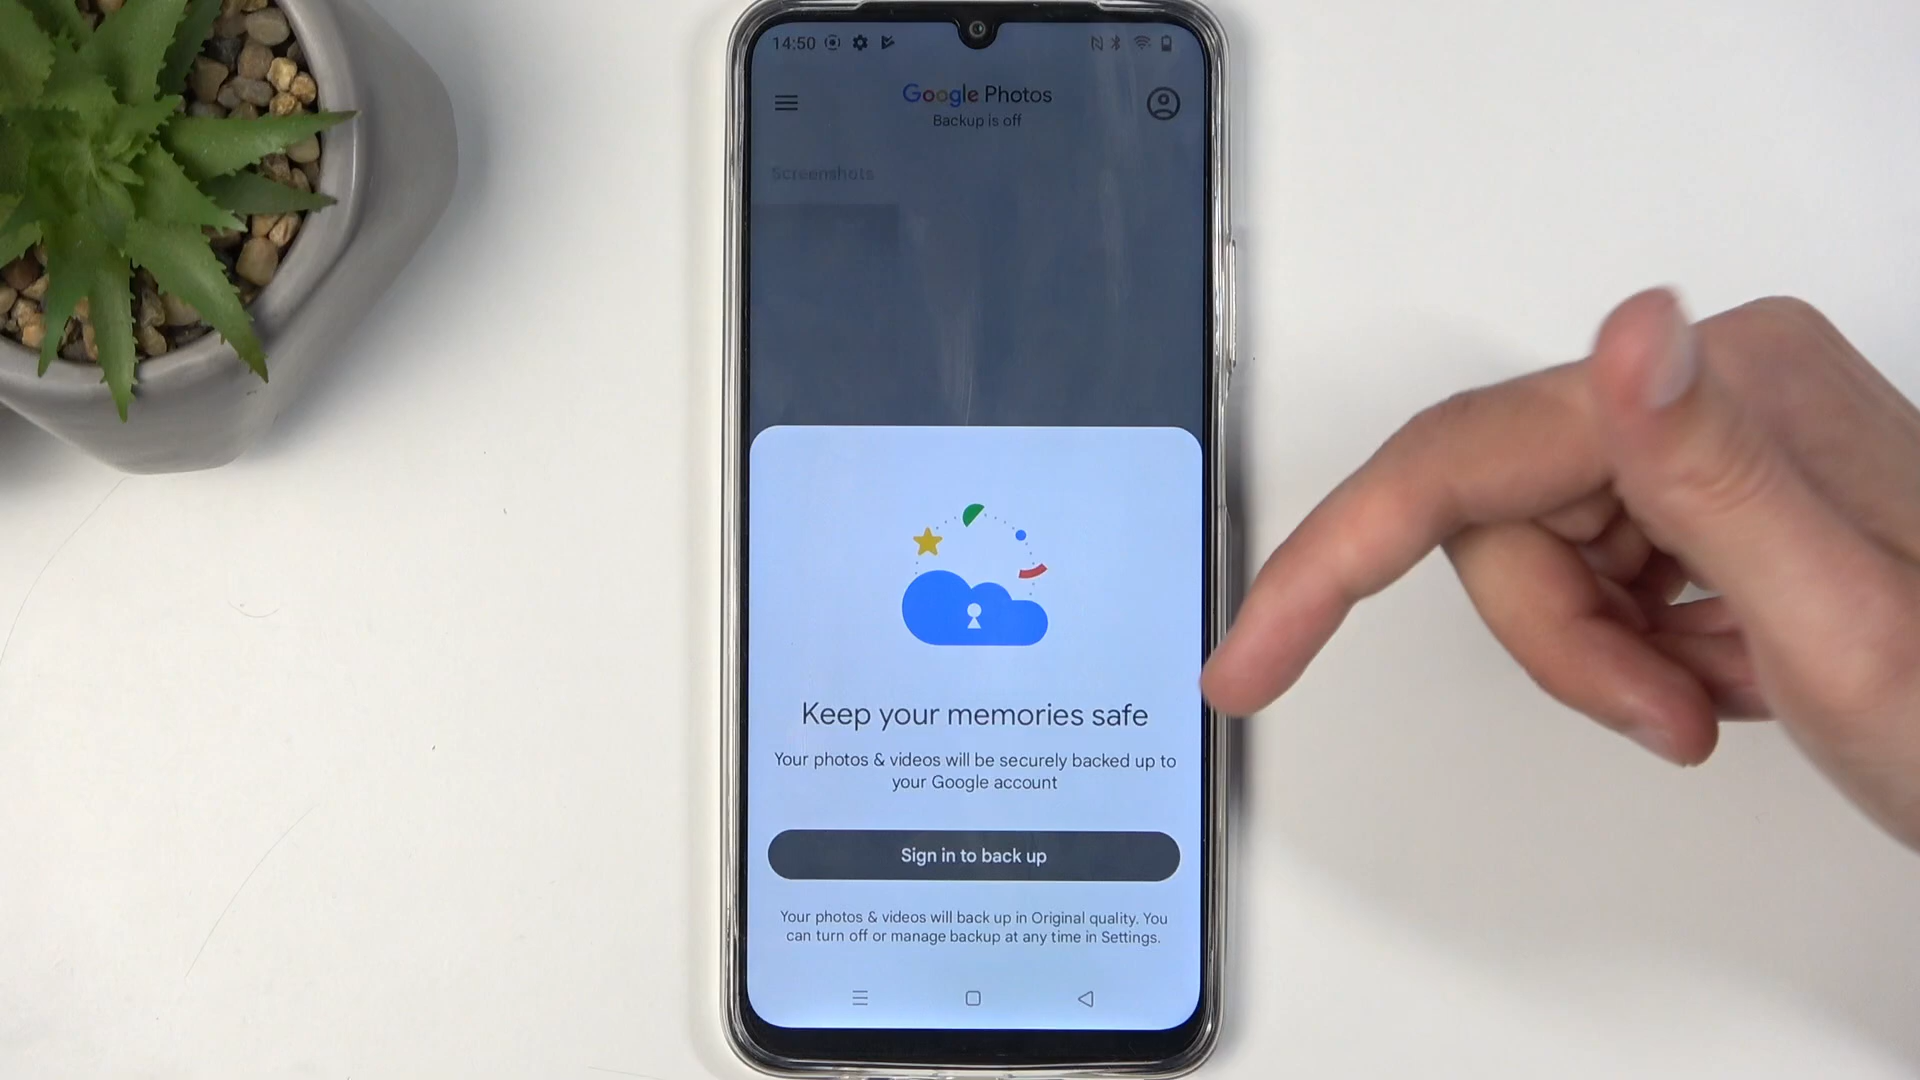 14:50
Google Photos
Backup is off
Screenshots
Keep your memories safe
Your photos & videos will be securely backed up to
your Google account
Sign in to back up
Your photos & videos will back up in Original quality. You
can turn off or manage backup at any time in Settings.